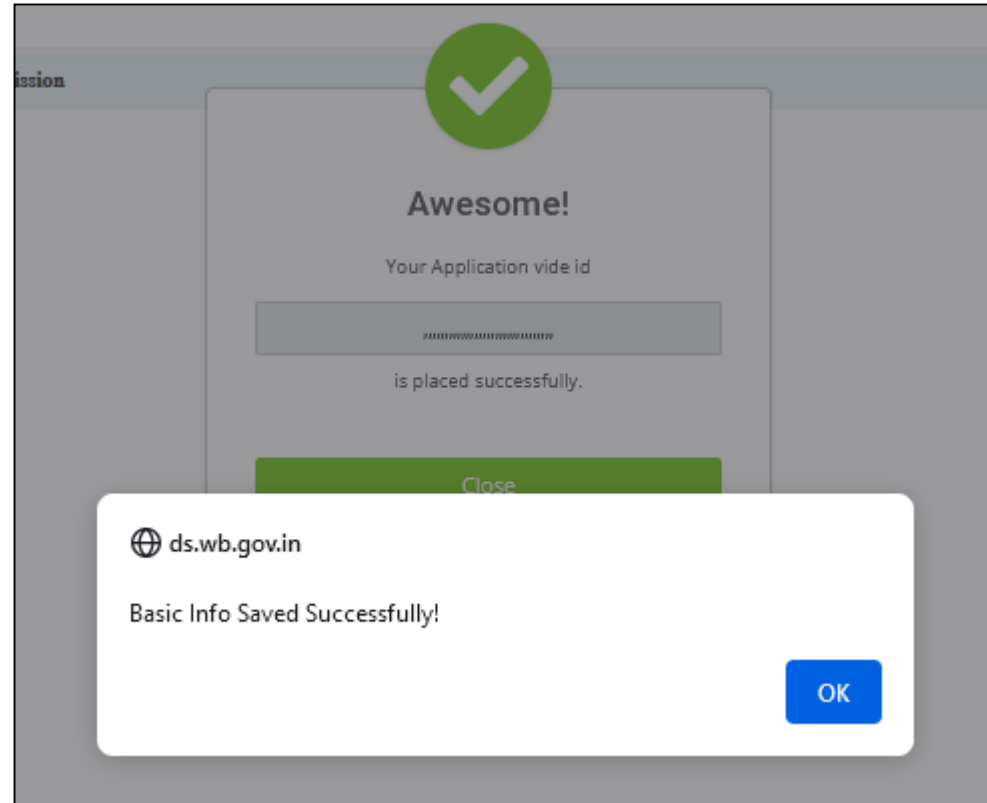 ission
Awesome!
Your Application vide id
is placed successfully.
Close
ds.wb.gov.in
Basic Info Saved Successfully!
OK